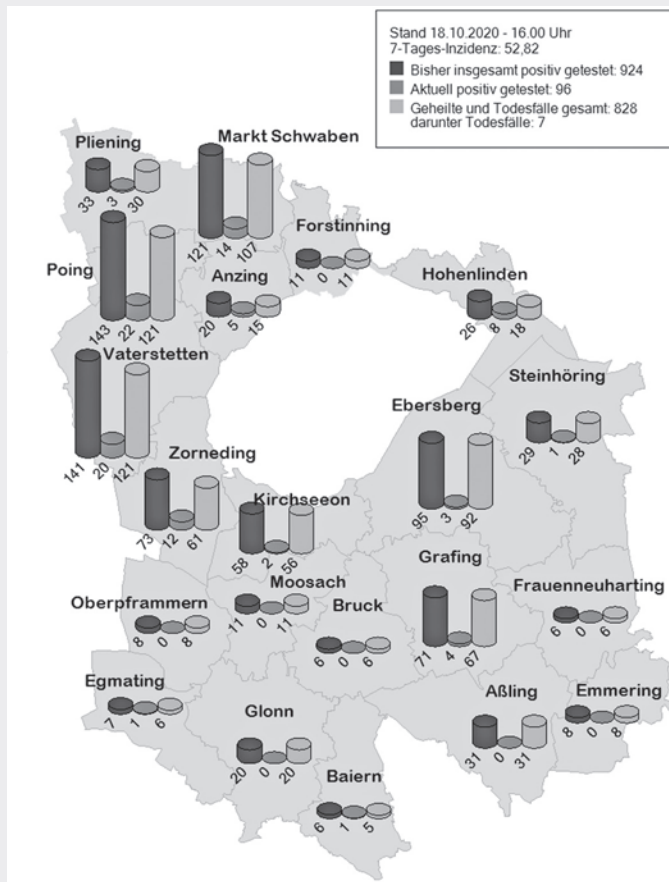 Stand 18.10.2020 - 16.00 Uhr
7-Tages-Inzidenz: 52,82
Bisher insgesamt positiv getestet: 924
Aktuell positiv getestet: 96
Geheilte und Todesfälle gesamt: 828
darunter Todesfälle: 7
Pliening
33 3 30
Markt Schwaben
121 14 107
Forstinning
11 0 11
Poing
143 22 121
Anzing
20 5 15
Hohenlinden
26 8 18
Vaterstetten
141 20 121
Steinhöring
29 1 28
Ebersberg
95 3 92
Zorneding
73 12 61
Kirchseeon
58 2 56
Grafing
71 4 67
Moosach
11 0 11
Frauenneuharting
6 0 6
Oberpframmern
8 0 8
Bruck
6 0 6
Egmating
7 1 6
Glonn
20 0 20
Aßling
31 0 31
Emmering
8 0 8
Baiern
6 1 5